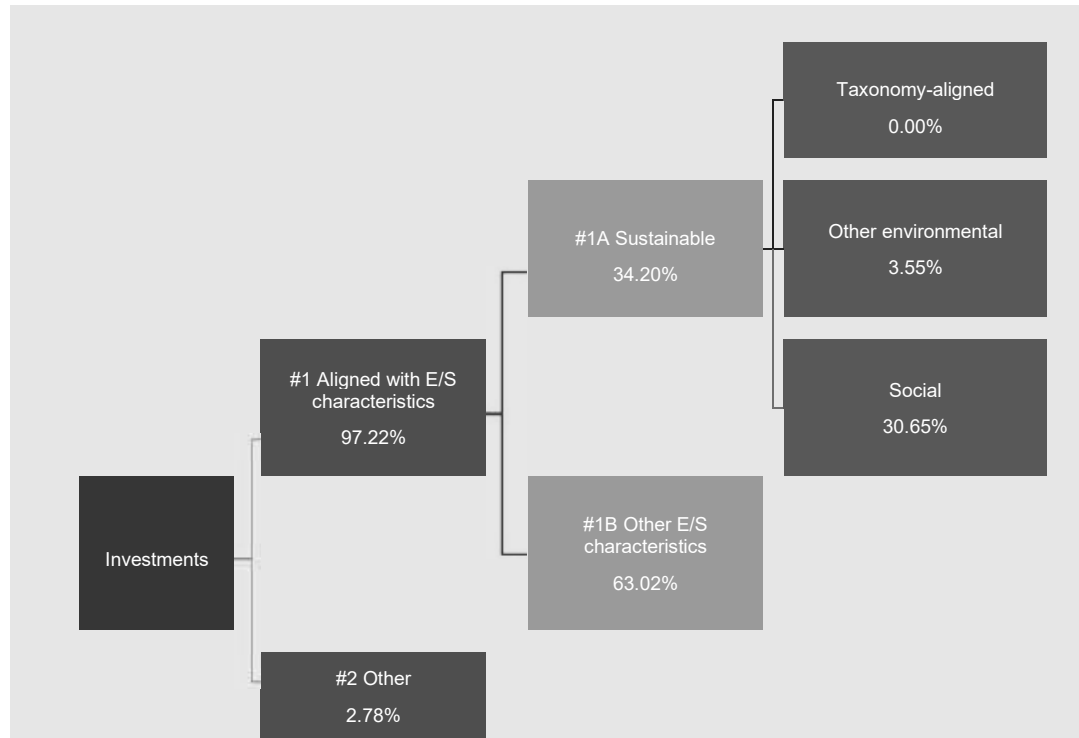 Taxonomy-aligned
0.00%
#1A Sustainable
34.20%
Other environmental
3.55%
#1 Aligned with E/S
characteristics
97.22%
Social
30.65%
Investments
#1B Other E/S
characteristics
63.02%
#2 Other
2.78%